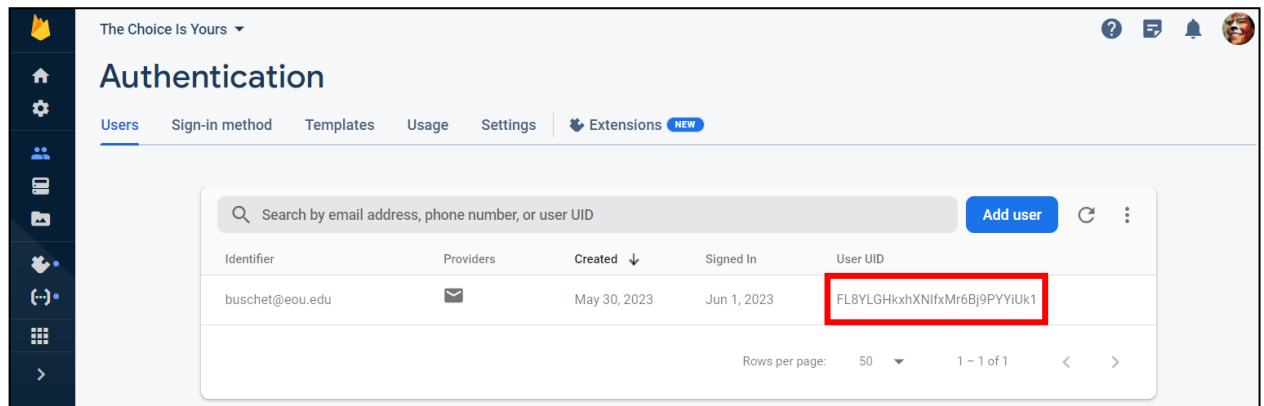 The Choice Is Yours
Authentication
Users Sign-in method Templates Usage Settings Extensions NEW
Search by email address, phone number, or user UID Add user
Identifier Providers Created Signed In User UID
buschet@eou.edu May 30, 2023 Jun 1, 2023 FL8YLGHkxhXNIfxMr6Bj9PYYiUk1
Rows per page: 50 1 – 1 of 1